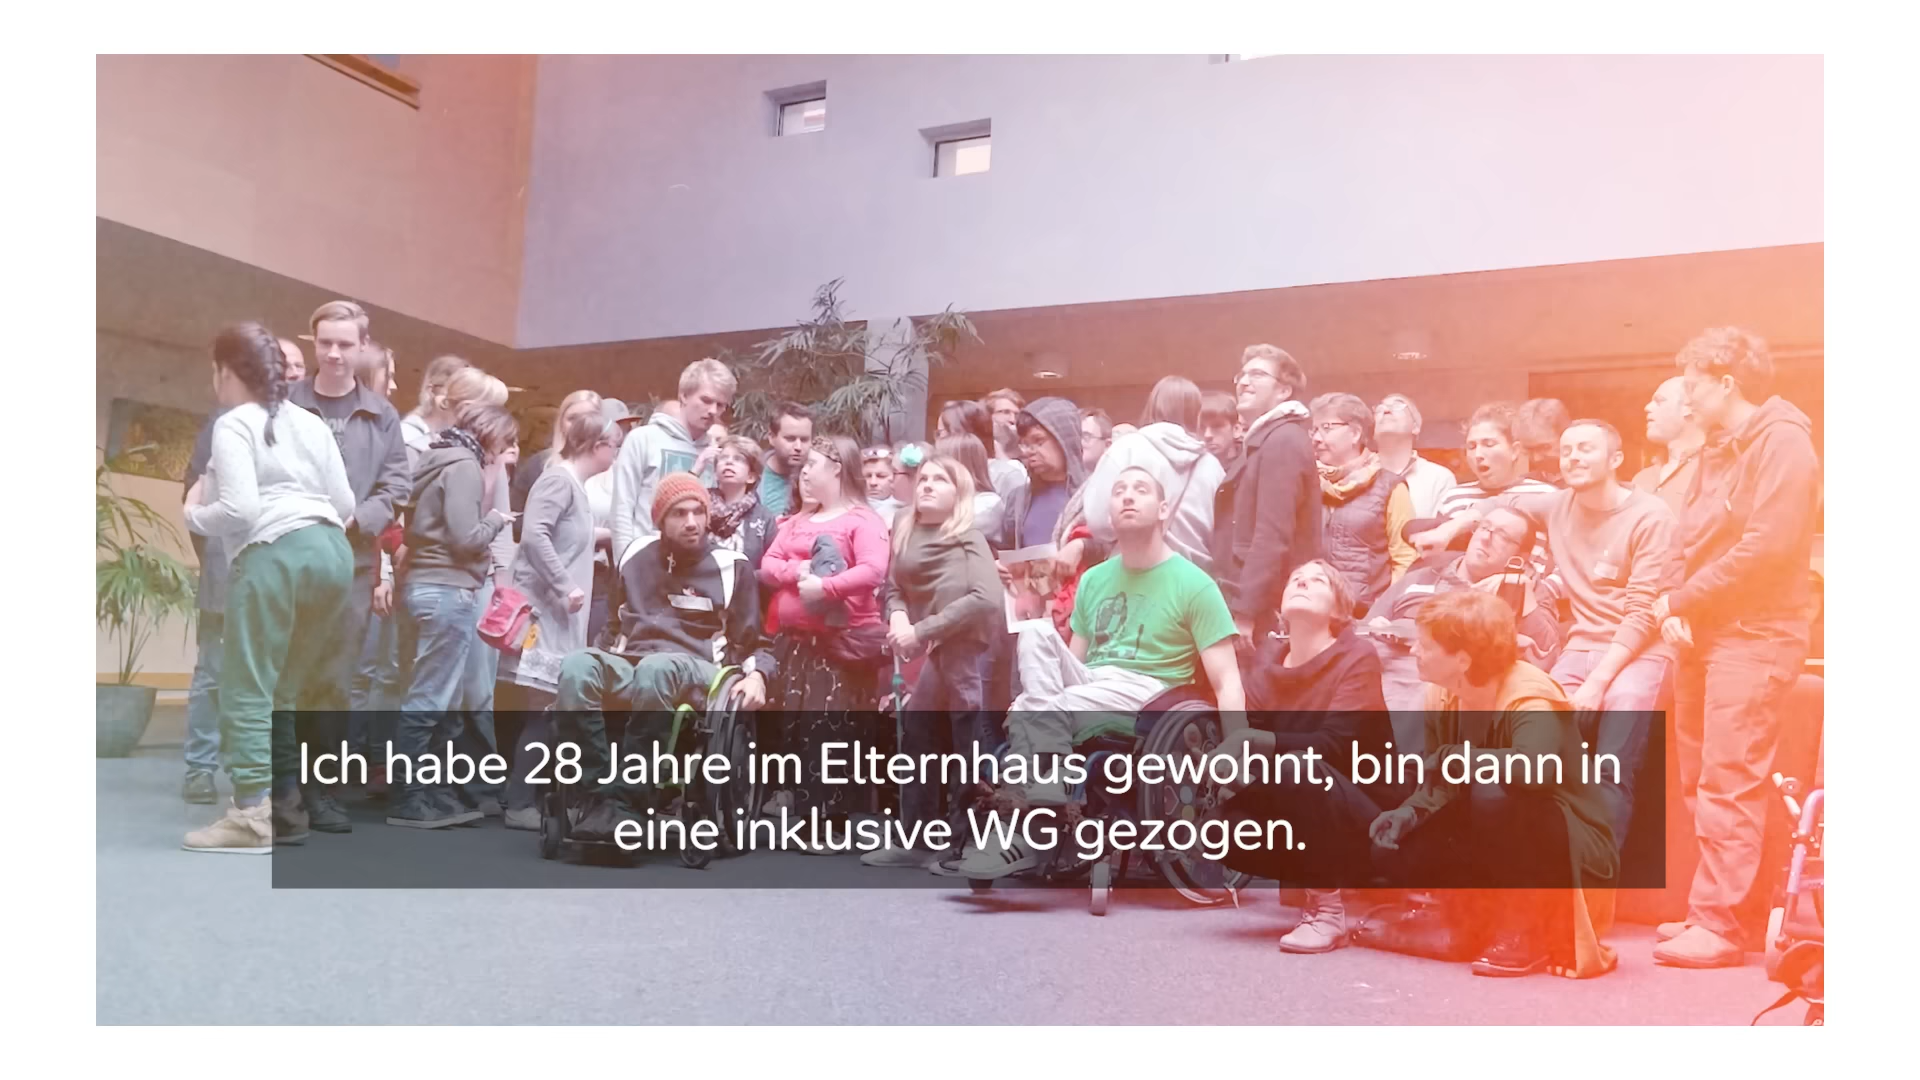 Ich habe 28 Jahre im Elternhaus gewohnt, bin dann in
eine inklusive WG gezogen.